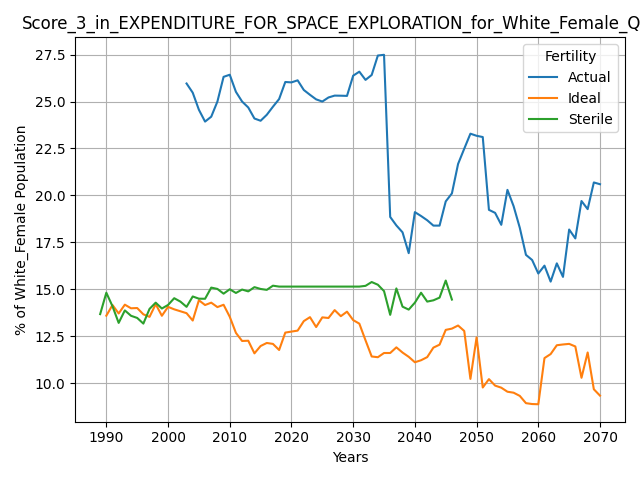 Score_3_in_EXPENDITURE_FOR_SPACE_EXPLORATION_for_White_Female_Q
Fertility
Actual
Ideal
Sterile
% of White_Female Population
27.5
25.0
22.5
20.0
17.5
15.0
12.5
10.0
1990 2000 2010 2020 2030 2040 2050 2060 2070
Years